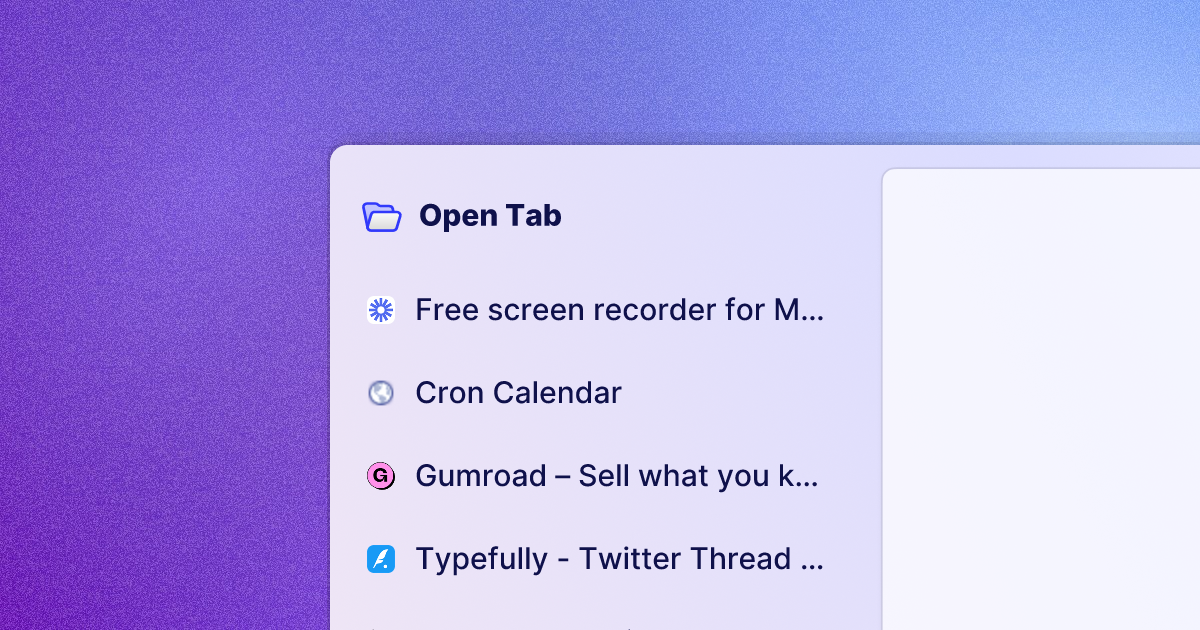 Open Tab
Free screen recorder for M...
Cron Calendar
G
Gumroad – Sell what you k...
Typefully - Twitter Thread ...